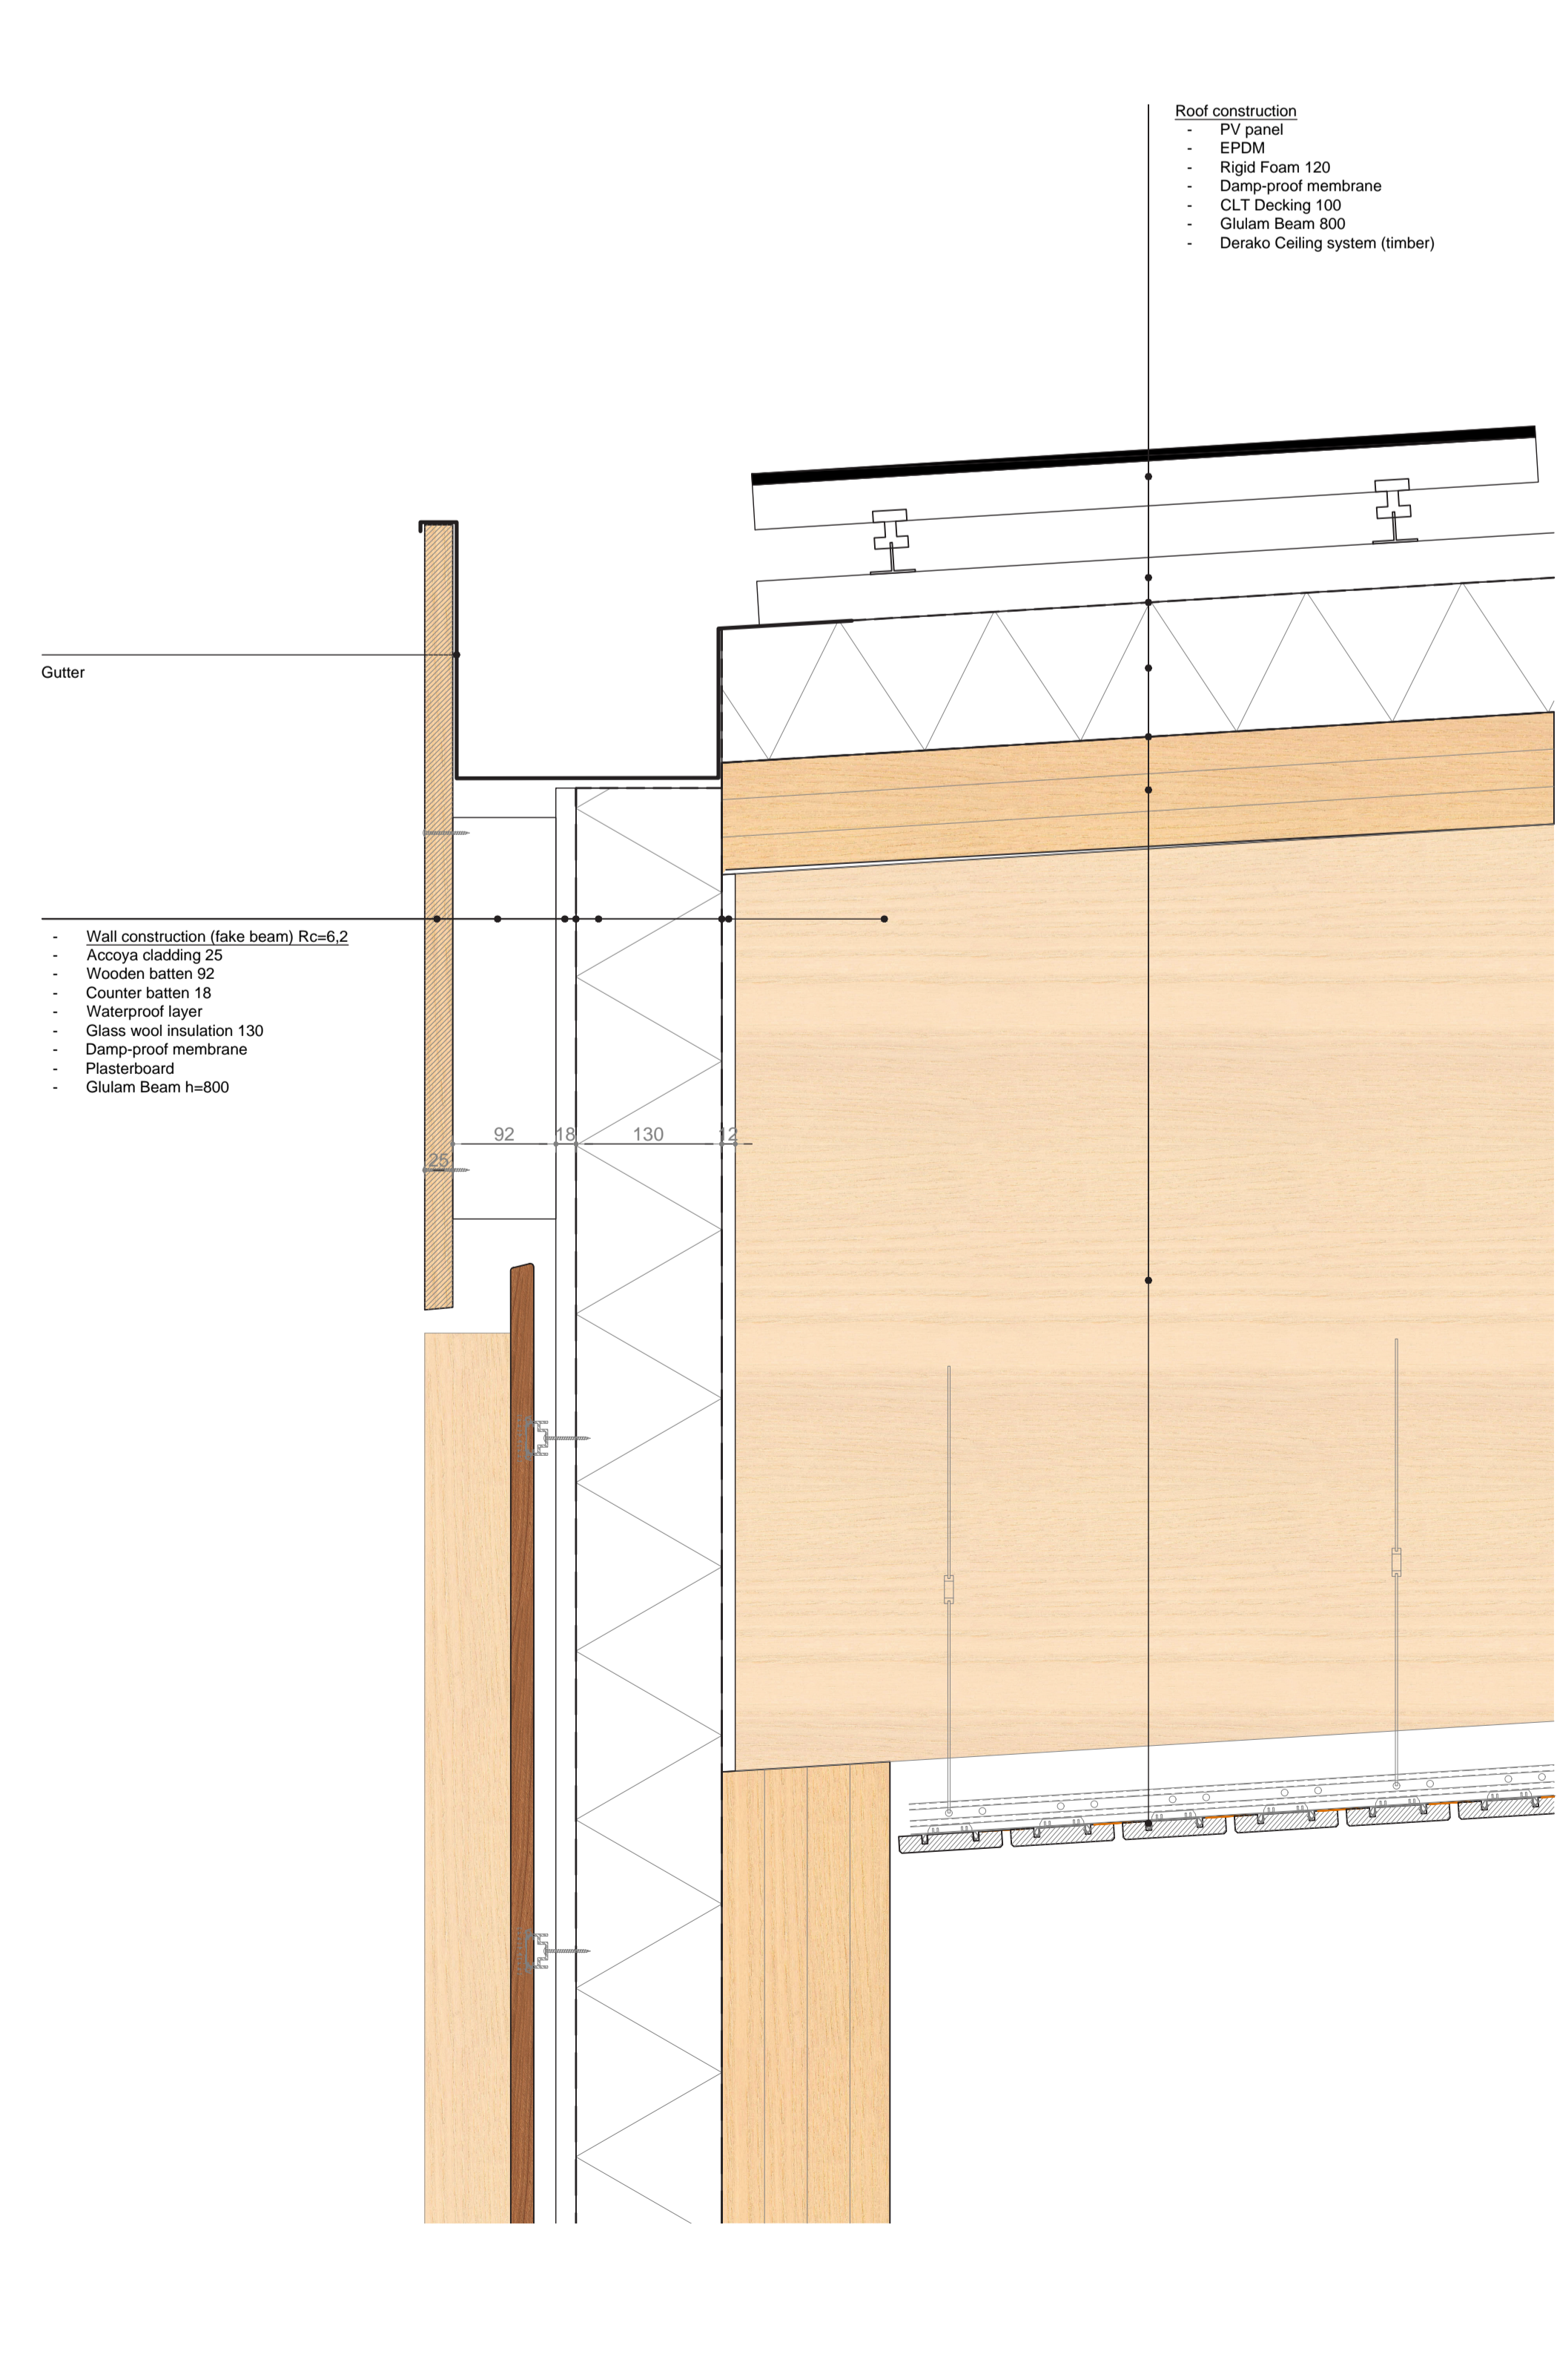 Roof construction
- PV panel
- EPDM
- Rigid Foam 120
- Damp-proof membrane
- CLT Decking 100
- Glulam Beam 800
- Derako Ceiling system (timber)
Gutter
- Wall construction (fake beam) Rc=6,2
- Accoya cladding 25
- Wooden batten 92
- Counter batten 18
- Waterproof layer
- Glass wool insulation 130
- Damp-proof membrane
- Plasterboard
- Glulam Beam h=800
92 18 130 12
25